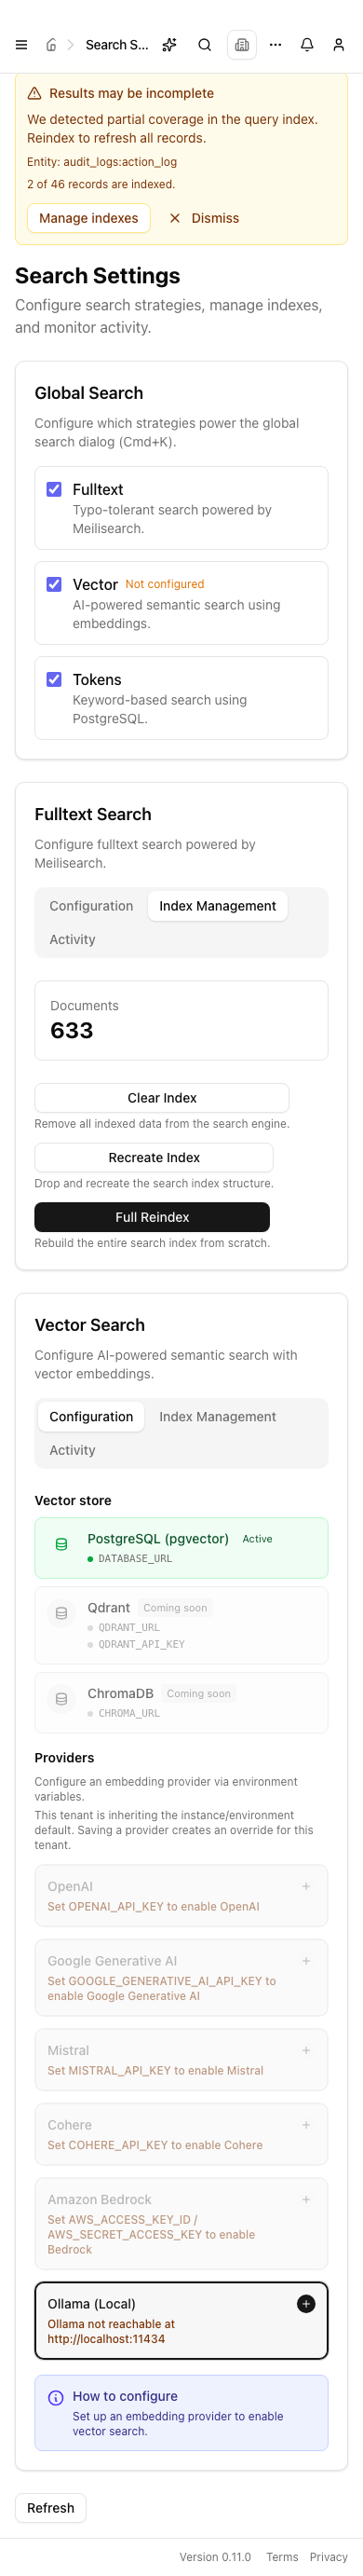 Search S...
Results may be incomplete
We detected partial coverage in the query index.
Reindex to refresh all records.
Entity: audit_logs:action_log
2 of 46 records are indexed.
Manage indexes
Dismiss
Search Settings
Configure search strategies, manage indexes,
and monitor activity.
Global Search
Configure which strategies power the global
search dialog (Cmd+K).
Fulltext
Typo-tolerant search powered by
Meilisearch.
Vector Not configured
AI-powered semantic search using
embeddings.
Tokens
Keyword-based search using
PostgreSQL.
Fulltext Search
Configure fulltext search powered by
Meilisearch.
Configuration Index Management
Activity
Documents
633
Clear Index
Remove all indexed data from the search engine.
Recreate Index
Drop and recreate the search index structure.
Full Reindex
Rebuild the entire search index from scratch.
Vector Search
Configure AI-powered semantic search with
vector embeddings.
Configuration Index Management
Activity
Vector store
PostgreSQL (pgvector) Active
DATABASE_URL
Qdrant Coming soon
QDRANT_URL
QDRANT_API_KEY
ChromaDB Coming soon
CHROMA_URL
Providers
Configure an embedding provider via environment
variables.
This tenant is inheriting the instance/environment
default. Saving a provider creates an override for this
tenant.
OpenAI
Set OPENAI_API_KEY to enable OpenAI
Google Generative AI
Set GOOGLE_GENERATIVE_AI_API_KEY to
enable Google Generative AI
Mistral
Set MISTRAL_API_KEY to enable Mistral
Cohere
Set COHERE_API_KEY to enable Cohere
Amazon Bedrock
Set AWS_ACCESS_KEY_ID /
AWS_SECRET_ACCESS_KEY to enable
Bedrock
Ollama (Local)
Ollama not reachable at
http://localhost:11434
How to configure
Set up an embedding provider to enable
vector search.
Refresh
Version 0.11.0 Terms Privacy